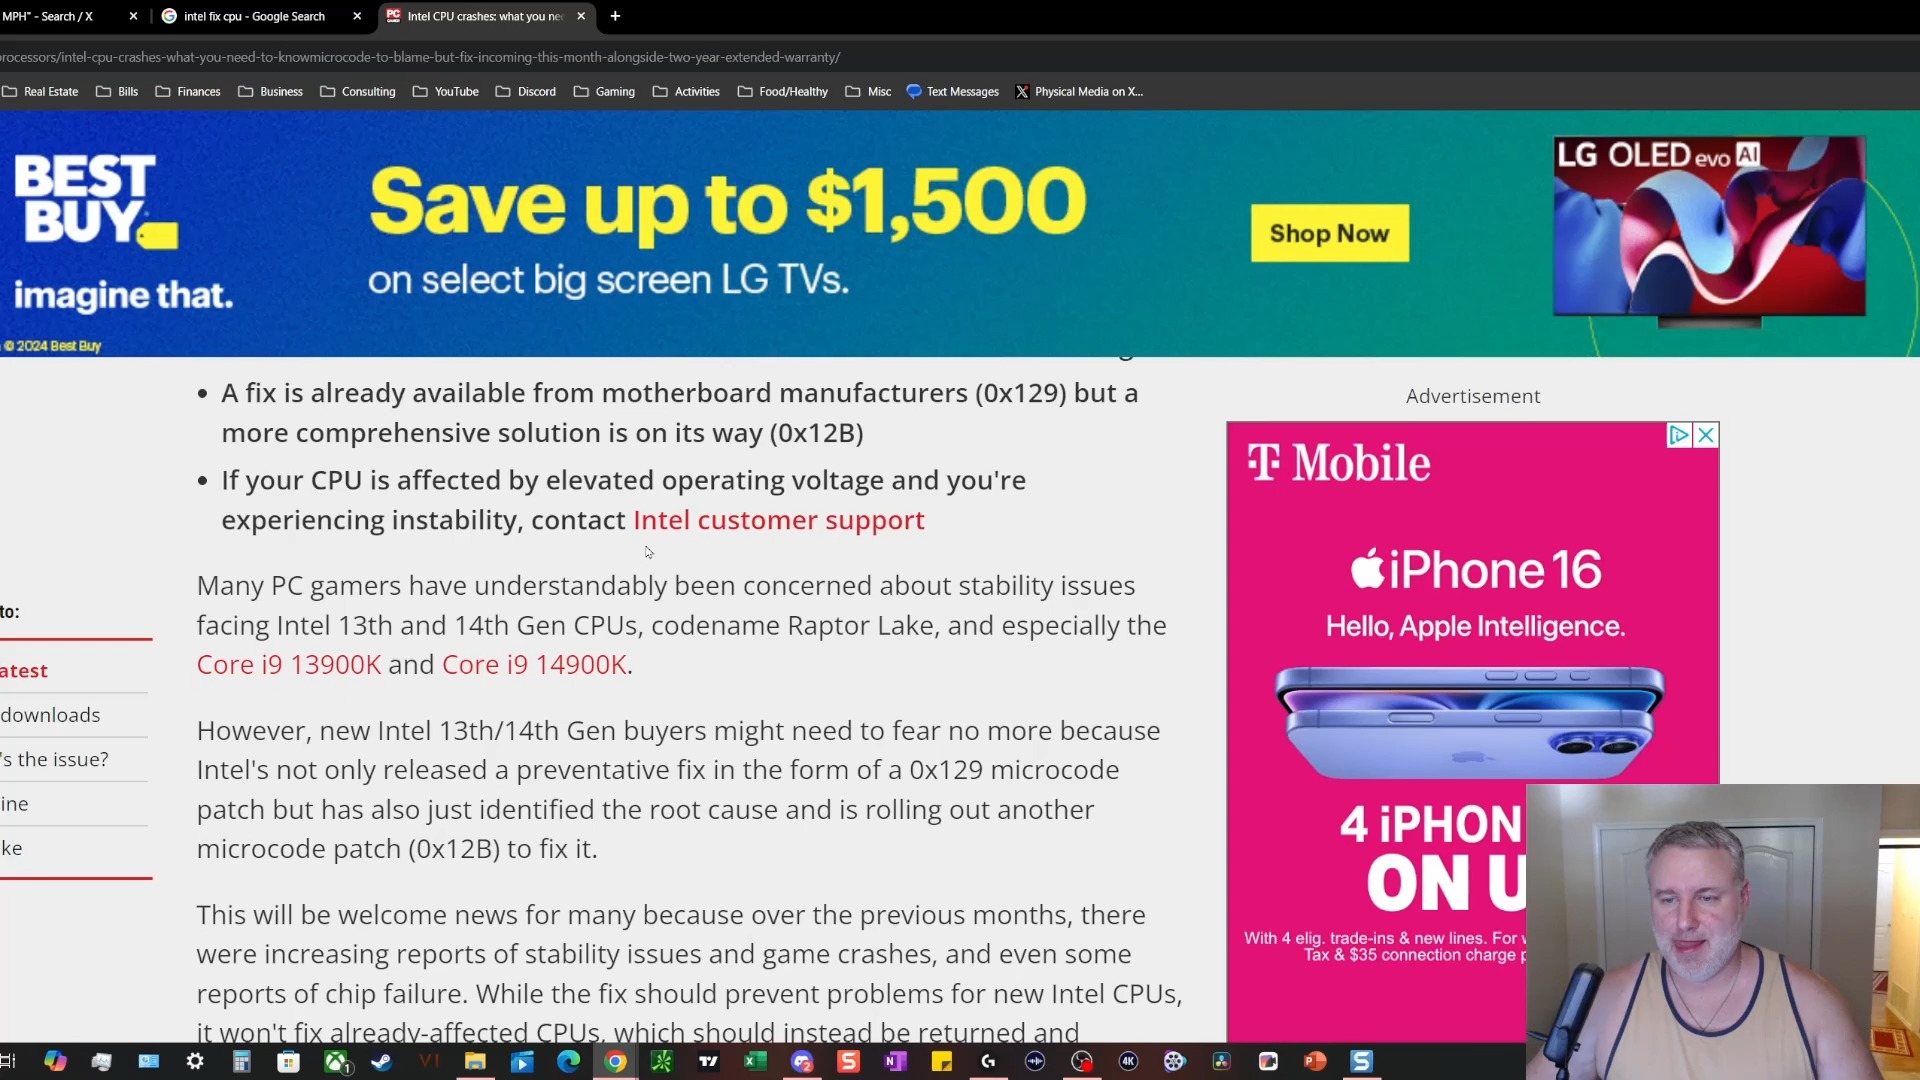 MPH" - Search / X
intel fix cpu - Google Search
Intel CPU crashes: what you nee
rocessors/intel-cpu-crashes-what-you-need-to-knowmicrocode-to-blame-but-fix-incoming-this-month-alongside-two-year-extended-warranty/
Real Estate
Bills
Finances
Business
Consulting
YouTube
Discord
Gaming
Activities
Food/Healthy
Misc
Text Messages
Physical Media on X...
BEST
BUY
imagine that.
© 2024 Best Buy
Save up to $1,500
on select big screen LG TVs.
Shop Now
LG OLED evo AI
• A fix is already available from motherboard manufacturers (0x129) but a
more comprehensive solution is on its way (0x12B)
• If your CPU is affected by elevated operating voltage and you're
experiencing instability, contact Intel customer support
Many PC gamers have understandably been concerned about stability issues
facing Intel 13th and 14th Gen CPUs, codename Raptor Lake, and especially the
Core i9 13900K and Core i9 14900K.
However, new Intel 13th/14th Gen buyers might need to fear no more because
Intel's not only released a preventative fix in the form of a 0x129 microcode
patch but has also just identified the root cause and is rolling out another
microcode patch (0x12B) to fix it.
This will be welcome news for many because over the previous months, there
were increasing reports of stability issues and game crashes, and even some
reports of chip failure. While the fix should prevent problems for new Intel CPUs,
it won't fix already-affected CPUs, which should instead be returned and
to:
atest
downloads
's the issue?
ine
ke
Advertisement
T Mobile
iPhone 16
Hello, Apple Intelligence.
4 iPHON
ON U
With 4 elig. trade-ins & new lines. For
Tax & $35 connection charge